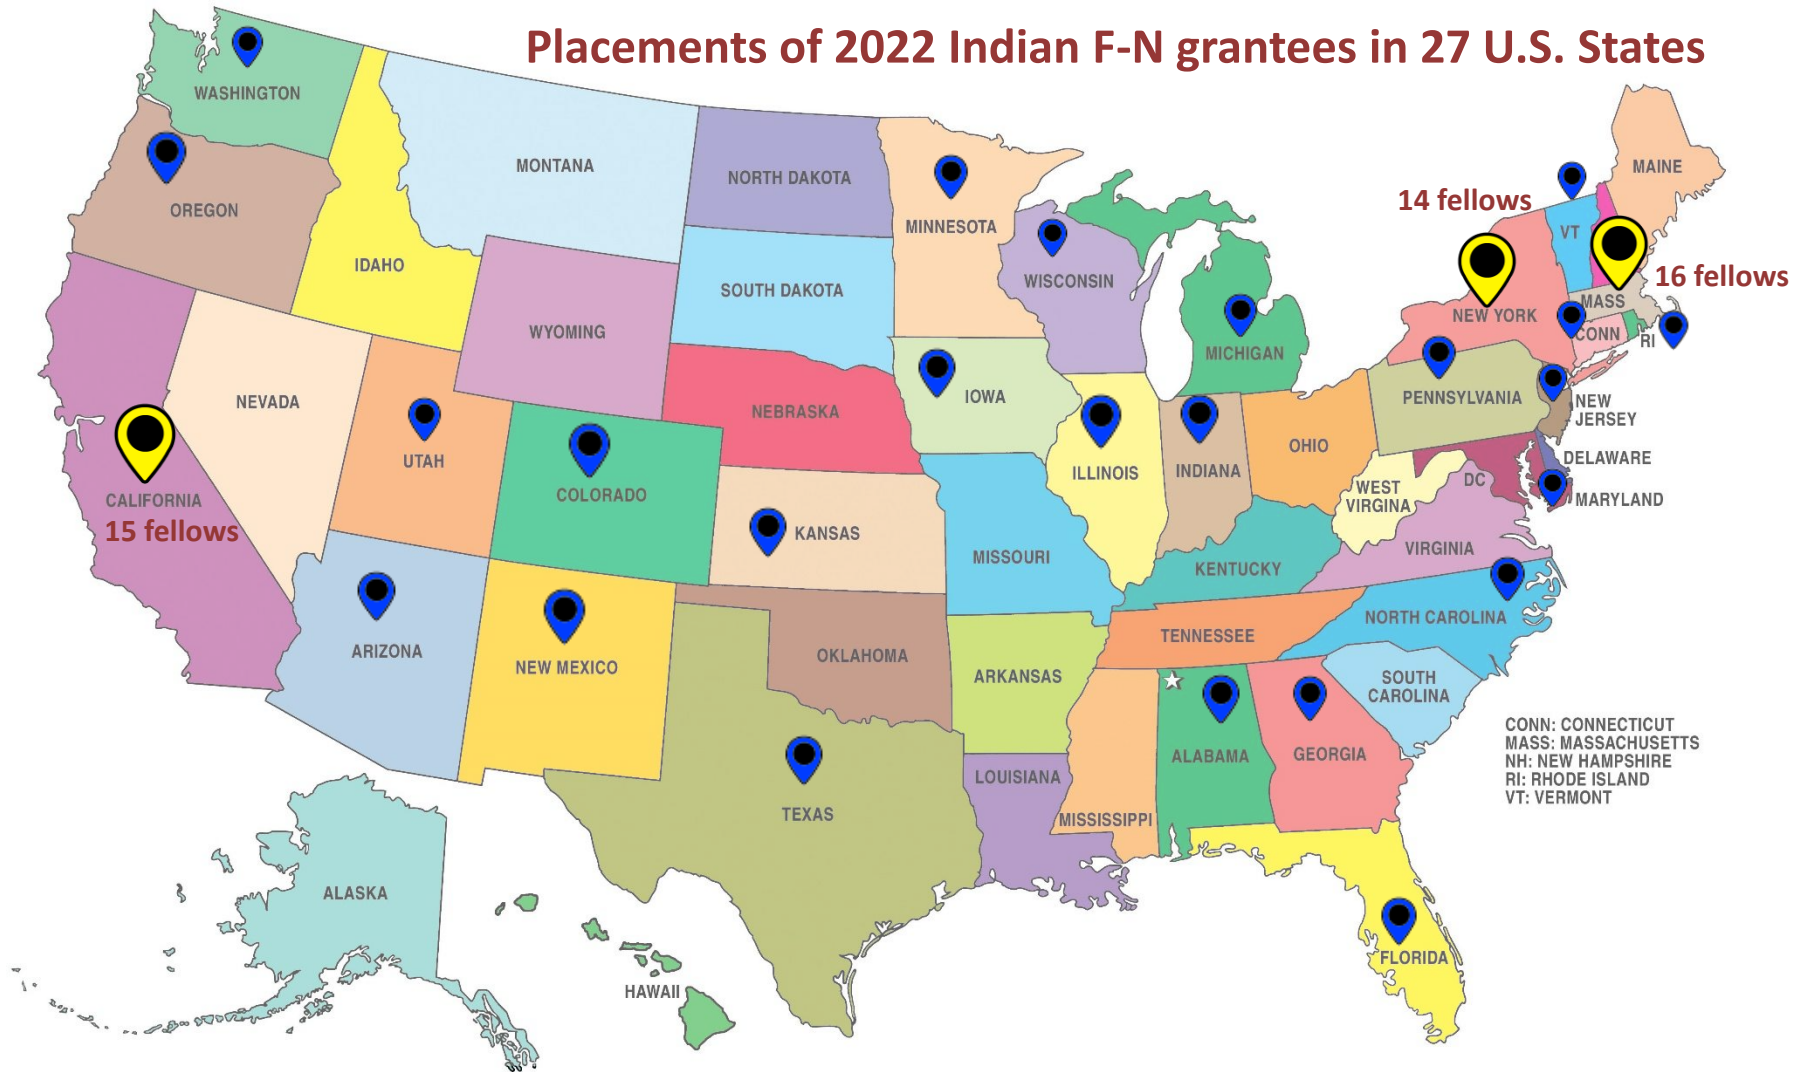 Placements of 2022 Indian F-N grantees in 27 U.S. States
WASHINGTON
MONTANA
NORTH DAKOTA
MAINE
OREGON
MINNESOTA
14 fellows
VT
IDAHO
WISCONSIN
16 fellows
SOUTH DAKOTA
MASS
WYOMING
NEW YORK
CONN
RI
MICHIGAN
NEVADA
NEBRASKA
IOWA
PENNSYLVANIA
NEW
JERSEY
UTAH
OHIO
DELAWARE
ILLINOIS
INDIANA
DC
COLORADO
WEST
VIRGINA
MARYLAND
CALIFORNIA
15 fellows
KANSAS
MISSOURI
VIRGINIA
KENTUCKY
NORTH CAROLINA
TENNESSEE
ARIZONA
NEW MEXICO
OKLAHOMA
ARKANSAS
SOUTH
CAROLINA
ALABAMA
GEORGIA
LOUISIANA
TEXAS
MISSISSIPPI
CONN: CONNECTICUT
MASS: MASSACHUSETTS
NH: NEW HAMPSHIRE
RI: RHODE ISLAND
VT: VERMONT
ALASKA
FLORIDA
HAWAII